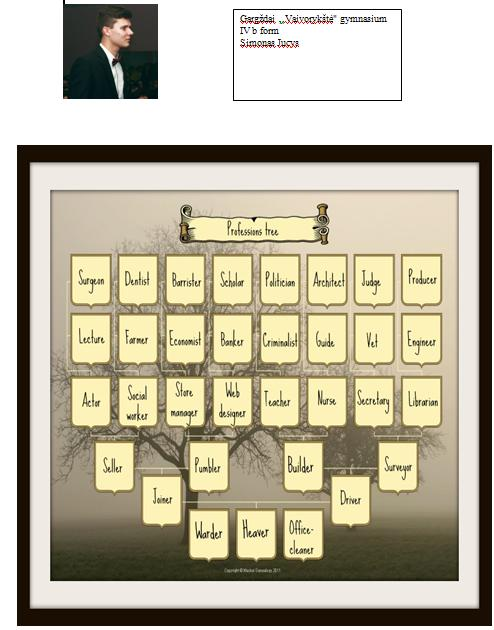 Gargždai ,,Vaivorykštė" gymnasium
IV b form
Simonas Jucys
Professions tree
Surgeon Dentist Barrister Scholar Politician Architect Judge Producer
Lecture Farmer Economist Banker Criminalist Guide Vet Engineer
Actor Social worker Store manager Web designer Teacher Nurse Secretary Librarian
Seller Pumbler Builder Surveyor
Joiner Driver
Warder Heaver Office-cleaner